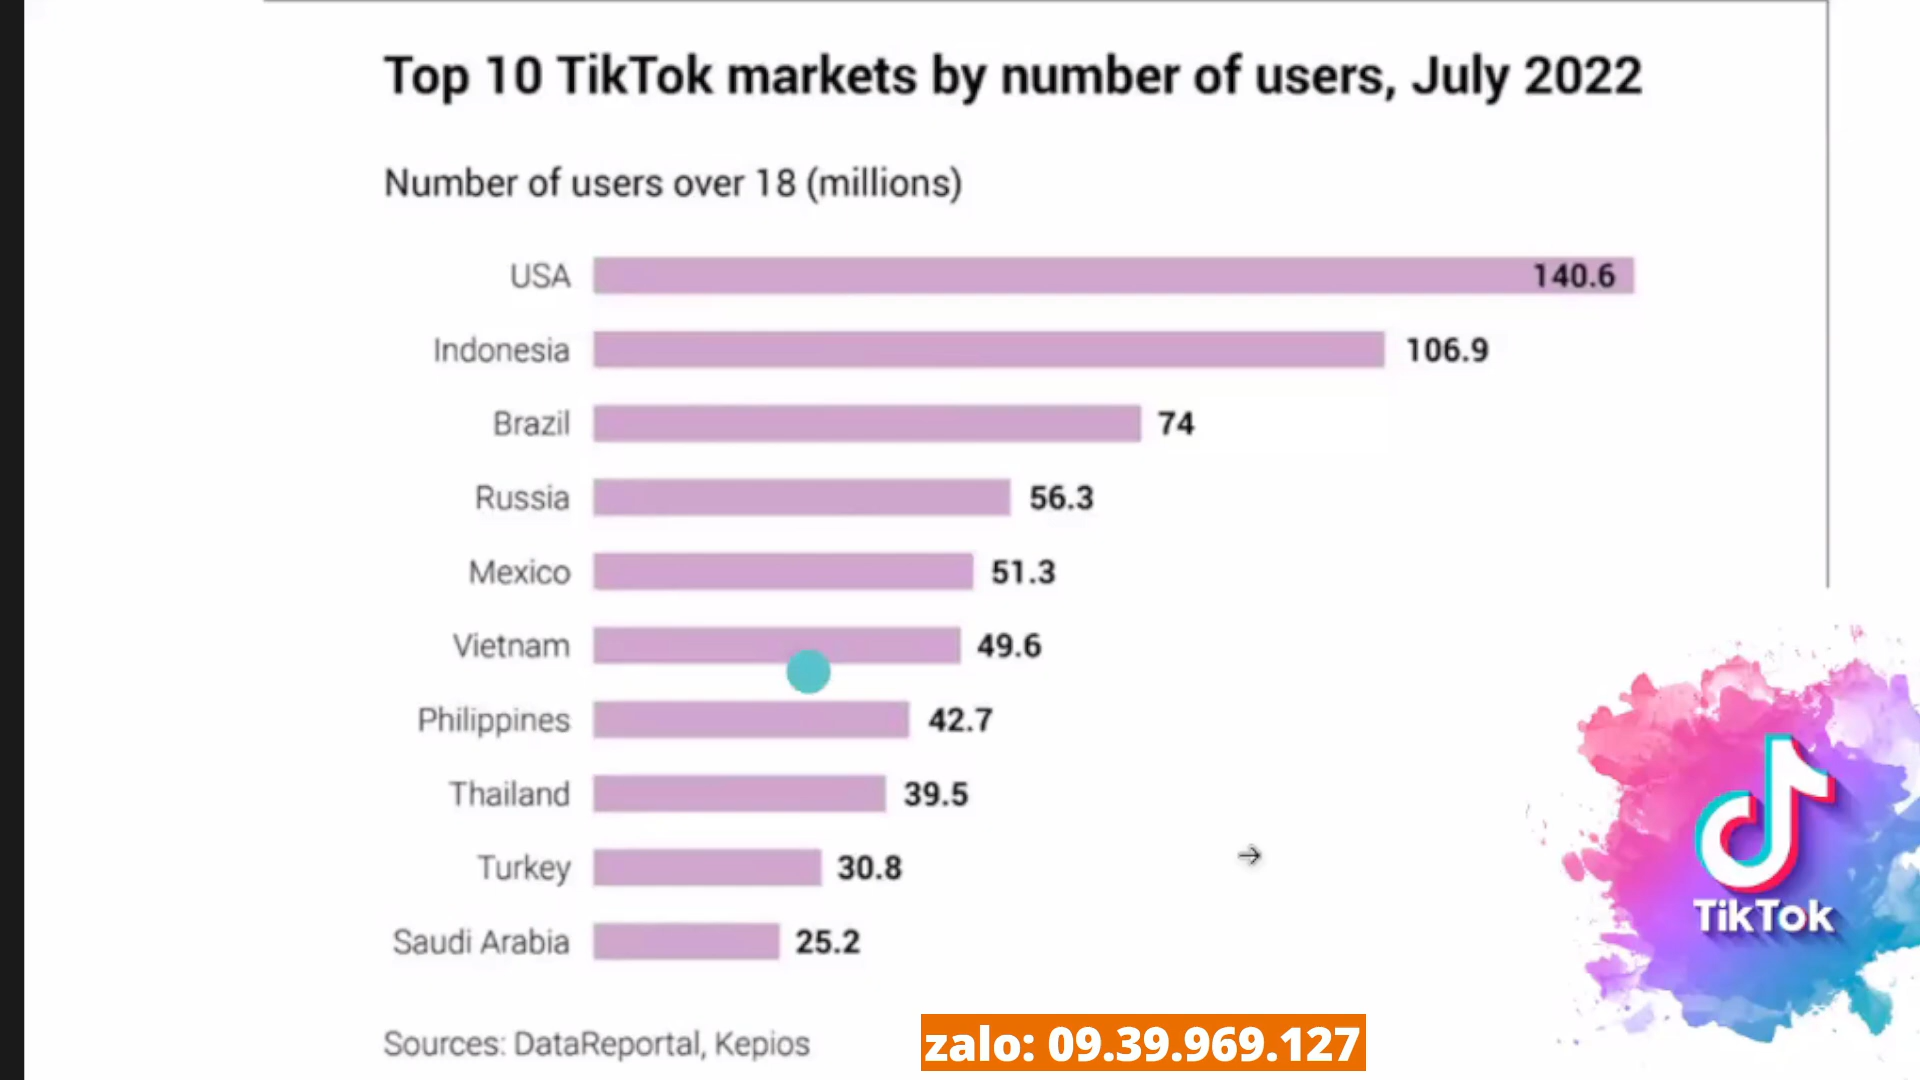 Top 10 TikTok markets by number of users, July 2022
Number of users over 18 (millions)
USA 140.6
Indonesia 106.9
Brazil 74
Russia 56.3
Mexico 51.3
Vietnam 49.6
Philippines 42.7
Thailand 39.5
Turkey 30.8
Saudi Arabia 25.2
TikTok
Sources: DataReportal, Kepios
zalo: 09.39.969.127